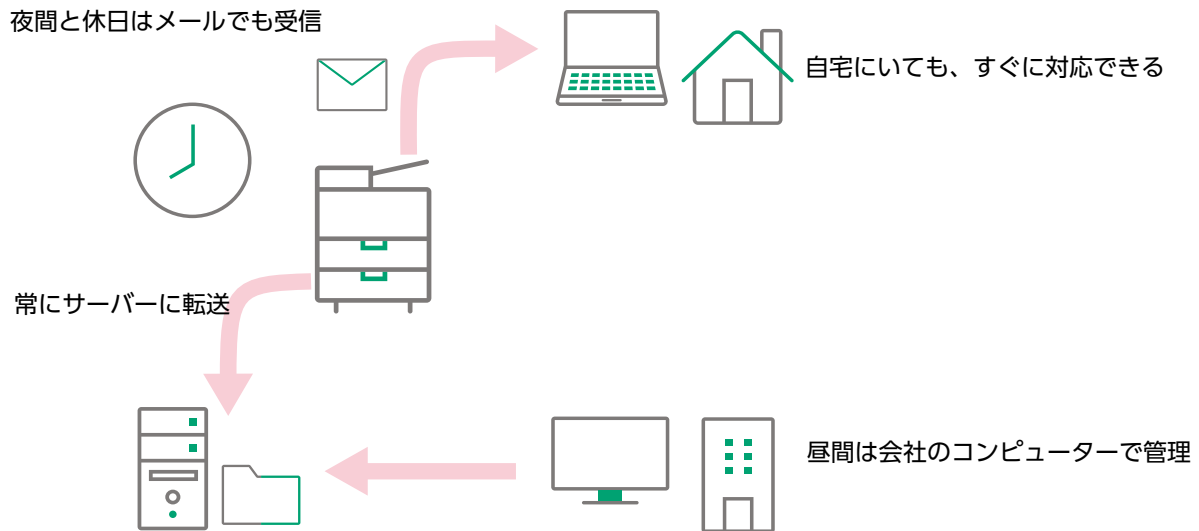 夜間と休日はメールでも受信
自宅にいても、すぐに対応できる
常にサーバーに転送
昼間は会社のコンピューターで管理